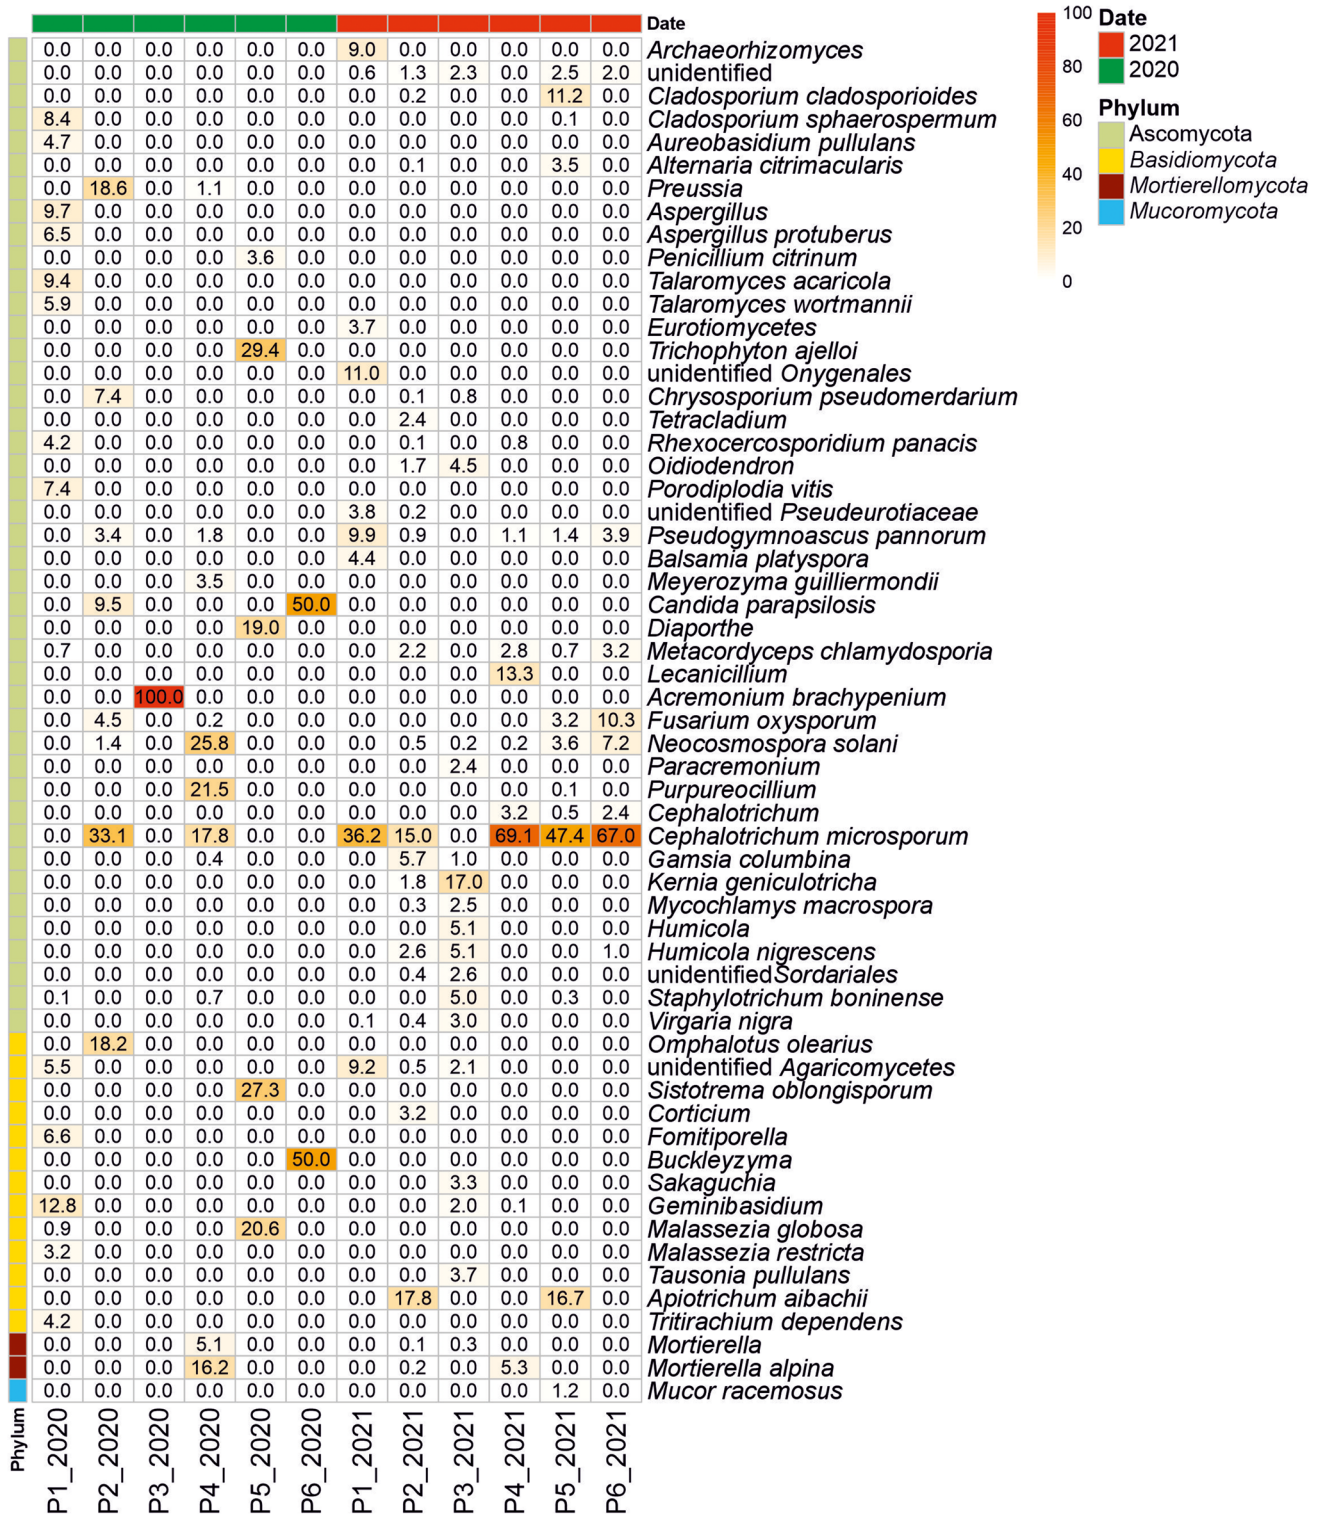 Date
0.0 0.0 0.0 0.0 0.0 0.0 9.0 0.0 0.0 0.0 0.0 0.0 Archaeorhizomyces
0.0 0.0 0.0 0.0 0.0 0.0 0.6 1.3 2.3 0.0 2.5 2.0 unidentified
0.0 0.0 0.0 0.0 0.0 0.0 0.0 0.2 0.0 0.0 11.2 0.0 Cladosporium cladosporioides
8.4 0.0 0.0 0.0 0.0 0.0 0.0 0.0 0.0 0.0 0.1 0.0 Cladosporium sphaerospermum
4.7 0.0 0.0 0.0 0.0 0.0 0.0 0.0 0.0 0.0 0.0 0.0 Aureobasidium pullulans
0.0 0.0 0.0 0.0 0.0 0.0 0.0 0.1 0.0 0.0 3.5 0.0 Alternaria citrimacularis
0.0 18.6 0.0 1.1 0.0 0.0 0.0 0.0 0.0 0.0 0.0 0.0 Preussia
9.7 0.0 0.0 0.0 0.0 0.0 0.0 0.0 0.0 0.0 0.0 0.0 Aspergillus
6.5 0.0 0.0 0.0 0.0 0.0 0.0 0.0 0.0 0.0 0.0 0.0 Aspergillus protuberus
0.0 0.0 0.0 0.0 3.6 0.0 0.0 0.0 0.0 0.0 0.0 0.0 Penicillium citrinum
9.4 0.0 0.0 0.0 0.0 0.0 0.0 0.0 0.0 0.0 0.0 0.0 Talaromyces acaricola
5.9 0.0 0.0 0.0 0.0 0.0 0.0 0.0 0.0 0.0 0.0 0.0 Talaromyces wortmannii
0.0 0.0 0.0 0.0 0.0 0.0 3.7 0.0 0.0 0.0 0.0 0.0 Eurotiomycetes
0.0 0.0 0.0 0.0 29.4 0.0 0.0 0.0 0.0 0.0 0.0 0.0 Trichophyton ajelloi
0.0 0.0 0.0 0.0 0.0 0.0 11.0 0.0 0.0 0.0 0.0 0.0 unidentified Onygenales
0.0 7.4 0.0 0.0 0.0 0.0 0.0 0.1 0.8 0.0 0.0 0.0 Chrysosporium pseudomerdarium
0.0 0.0 0.0 0.0 0.0 0.0 0.0 2.4 0.0 0.0 0.0 0.0 Tetracladium
4.2 0.0 0.0 0.0 0.0 0.0 0.0 0.1 0.0 0.8 0.0 0.0 Rhexocercosporidium panacis
0.0 0.0 0.0 0.0 0.0 0.0 0.0 1.7 4.5 0.0 0.0 0.0 Oidiodendron
7.4 0.0 0.0 0.0 0.0 0.0 0.0 0.0 0.0 0.0 0.0 0.0 Porodiplodia vitis
0.0 0.0 0.0 0.0 0.0 0.0 3.8 0.2 0.0 0.0 0.0 0.0 unidentified Pseudeurotiaceae
0.0 3.4 0.0 1.8 0.0 0.0 9.9 0.9 0.0 1.1 1.4 3.9 Pseudogymnoascus pannorum
0.0 0.0 0.0 0.0 0.0 0.0 4.4 0.0 0.0 0.0 0.0 0.0 Balsamia platyspora
0.0 0.0 0.0 3.5 0.0 0.0 0.0 0.0 0.0 0.0 0.0 0.0 Meyerozyma guilliermondii
0.0 9.5 0.0 0.0 0.0 50.0 0.0 0.0 0.0 0.0 0.0 0.0 Candida parapsilosis
0.0 0.0 0.0 0.0 19.0 0.0 0.0 0.0 0.0 0.0 0.0 0.0 Diaporthe
0.7 0.0 0.0 0.0 0.0 0.0 0.0 2.2 0.0 2.8 0.7 3.2 Metacordyceps chlamydosporia
0.0 0.0 0.0 0.0 0.0 0.0 0.0 0.0 0.0 13.3 0.0 0.0 Lecanicillium
0.0 0.0 100.0 0.0 0.0 0.0 0.0 0.0 0.0 0.0 0.0 0.0 Acremonium brachypenium
0.0 4.5 0.0 0.2 0.0 0.0 0.0 0.0 0.0 0.0 3.2 10.3 Fusarium oxysporum
0.0 1.4 0.0 25.8 0.0 0.0 0.0 0.5 0.2 0.2 3.6 7.2 Neocosmospora solani
0.0 0.0 0.0 0.0 0.0 0.0 0.0 0.0 2.4 0.0 0.0 0.0 Paracremonium
0.0 0.0 0.0 21.5 0.0 0.0 0.0 0.0 0.0 0.0 0.1 0.0 Purpureocillium
0.0 0.0 0.0 0.0 0.0 0.0 0.0 0.0 0.0 3.2 0.5 2.4 Cephalotrichum
0.0 33.1 0.0 17.8 0.0 0.0 36.2 15.0 0.0 69.1 47.4 67.0 Cephalotrichum microsporum
0.0 0.0 0.0 0.4 0.0 0.0 0.0 5.7 1.0 0.0 0.0 0.0 Gamsia columbina
0.0 0.0 0.0 0.0 0.0 0.0 0.0 1.8 17.0 0.0 0.0 0.0 Kernia geniculotricha
0.0 0.0 0.0 0.0 0.0 0.0 0.0 0.3 2.5 0.0 0.0 0.0 Mycochlamys macrospora
0.0 0.0 0.0 0.0 0.0 0.0 0.0 0.0 5.1 0.0 0.0 0.0 Humicola
0.0 0.0 0.0 0.0 0.0 0.0 0.0 2.6 5.1 0.0 0.0 1.0 Humicola nigrescens
0.0 0.0 0.0 0.0 0.0 0.0 0.0 0.4 2.6 0.0 0.0 0.0 unidentifiedSordariales
0.1 0.0 0.0 0.7 0.0 0.0 0.0 0.0 5.0 0.0 0.3 0.0 Staphylotrichum boninense
0.0 0.0 0.0 0.0 0.0 0.0 0.1 0.4 3.0 0.0 0.0 0.0 Virgaria nigra
0.0 18.2 0.0 0.0 0.0 0.0 0.0 0.0 0.0 0.0 0.0 0.0 Omphalotus olearius
5.5 0.0 0.0 0.0 0.0 0.0 9.2 0.5 2.1 0.0 0.0 0.0 unidentified Agaricomycetes
0.0 0.0 0.0 0.0 27.3 0.0 0.0 0.0 0.0 0.0 0.0 0.0 Sistotrema oblongisporum
0.0 0.0 0.0 0.0 0.0 0.0 0.0 3.2 0.0 0.0 0.0 0.0 Corticium
6.6 0.0 0.0 0.0 0.0 0.0 0.0 0.0 0.0 0.0 0.0 0.0 Fomitiporella
0.0 0.0 0.0 0.0 0.0 50.0 0.0 0.0 0.0 0.0 0.0 0.0 Buckleyzyma
0.0 0.0 0.0 0.0 0.0 0.0 0.0 0.0 3.3 0.0 0.0 0.0 Sakaguchia
12.8 0.0 0.0 0.0 0.0 0.0 0.0 0.0 2.0 0.1 0.0 0.0 Geminibasidium
0.9 0.0 0.0 0.0 20.6 0.0 0.0 0.0 0.0 0.0 0.0 0.0 Malassezia globosa
3.2 0.0 0.0 0.0 0.0 0.0 0.0 0.0 0.0 0.0 0.0 0.0 Malassezia restricta
0.0 0.0 0.0 0.0 0.0 0.0 0.0 0.0 3.7 0.0 0.0 0.0 Tausonia pullulans
0.0 0.0 0.0 0.0 0.0 0.0 0.0 17.8 0.0 0.0 16.7 0.0 Apiotrichum aibachii
4.2 0.0 0.0 0.0 0.0 0.0 0.0 0.0 0.0 0.0 0.0 0.0 Tritirachium dependens
0.0 0.0 0.0 5.1 0.0 0.0 0.0 0.1 0.3 0.0 0.0 0.0 Mortierella
0.0 0.0 0.0 16.2 0.0 0.0 0.0 0.2 0.0 5.3 0.0 0.0 Mortierella alpina
0.0 0.0 0.0 0.0 0.0 0.0 0.0 0.0 0.0 0.0 1.2 0.0 Mucor racemosus
Phylum
P1_2020
P2_2020
P3_2020
P4_2020
P5_2020
P6_2020
P1_2021
P2_2021
P3_2021
P4_2021
P5_2021
P6_2021
100
80
60
40
20
0
Date
2021
2020
Phylum
Ascomycota
Basidiomycota
Mortierellomycota
Mucoromycota